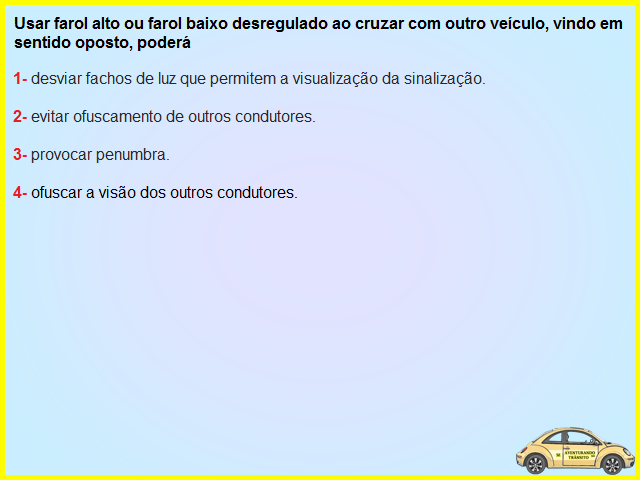 Usar farol alto ou farol baixo desregulado ao cruzar com outro veículo, vindo em
sentido oposto, poderá
1- desviar fachos de luz que permitem a visualização da sinalização.
2- evitar ofuscamento de outros condutores.
3- provocar penumbra.
4- ofuscar a visão dos outros condutores.
AVENTURANDO
TRÂNSITO